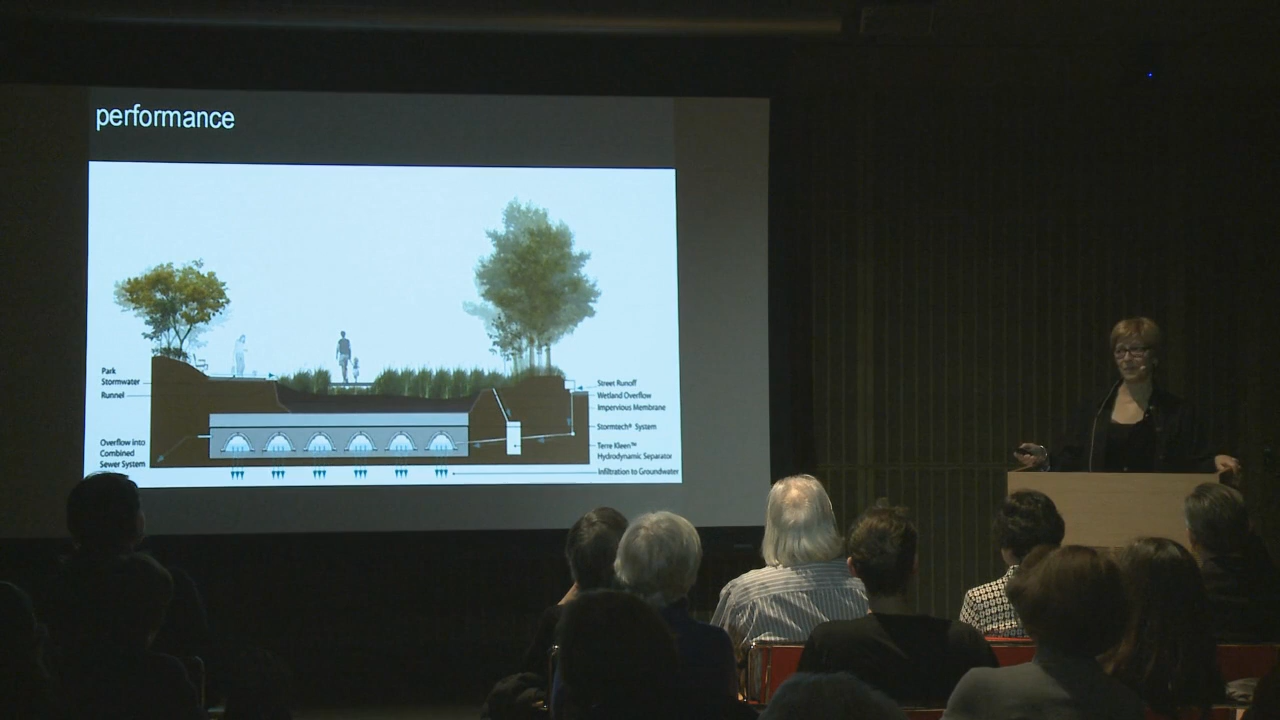 performance
Park
Stormwater
Runnel
Overflow into
Combined
Sewer System
Street Runoff
Wetland Overflow
Impervious Membrane
Stormtech® System
Terre Kleen™
Hydrodynamic Separator
Infiltration to Groundwater